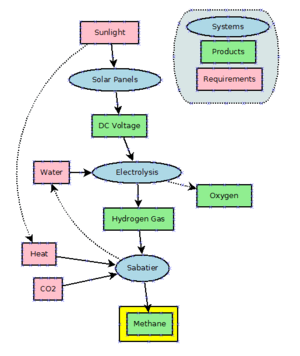 Sunlight
Systems
Products
Requirements
Solar Panels
DC Voltage
Water
Electrolysis
Oxygen
Hydrogen Gas
Heat
Sabatier
CO2
Methane